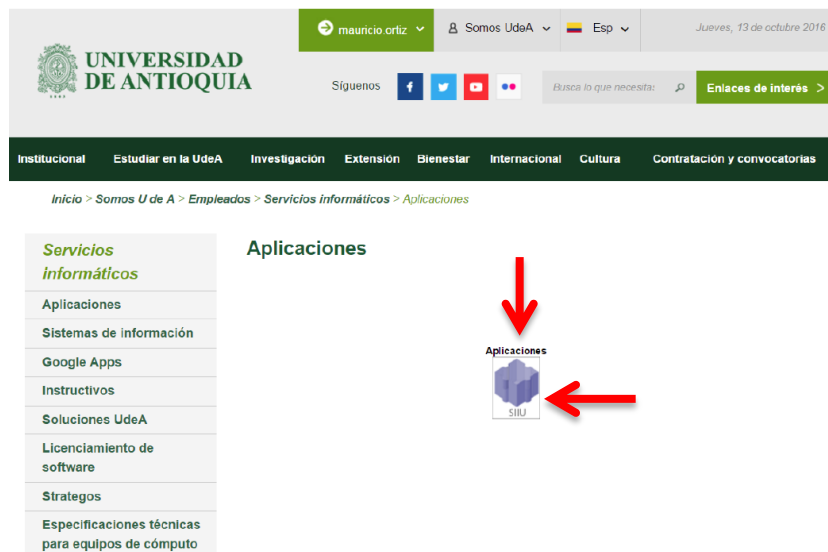 mauricio.ortiz
Somos UdeA
Esp
Jueves, 13 de octubre 2016
UNIVERSIDAD
DE ANTIOQUIA
Síguenos
Busca lo que necesitas
Enlaces de interés >
Institucional Estudiar en la UdeA Investigación Extensión Bienestar Internacional Cultura Contratación y convocatorias
Inicio > Somos U de A > Empleados > Servicios informáticos > Aplicaciones
Servicios
informáticos
Aplicaciones
Sistemas de información
Google Apps
Instructivos
Soluciones UdeA
Licenciamiento de
software
Strategos
Especificaciones técnicas
para equipos de cómputo
Aplicaciones
Aplicaciones
SIIU